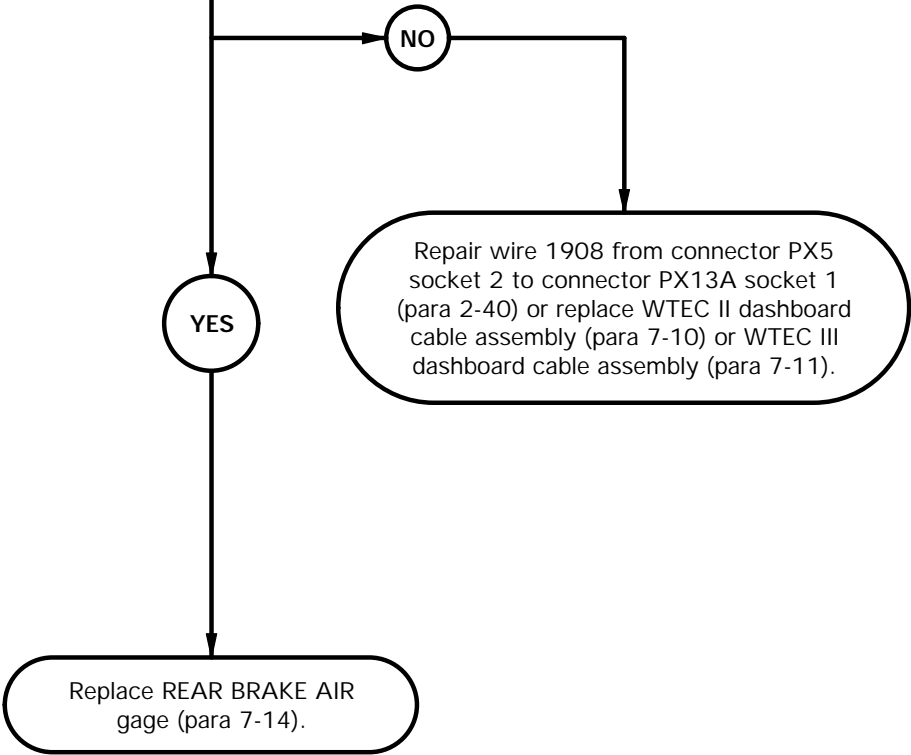 NO
Repair wire 1908 from connector PX5
socket 2 to connector PX13A socket 1
(para 2-40) or replace WTEC II dashboard
cable assembly (para 7-10) or WTEC III
dashboard cable assembly (para 7-11).
YES
Replace REAR BRAKE AIR
gage (para 7-14).